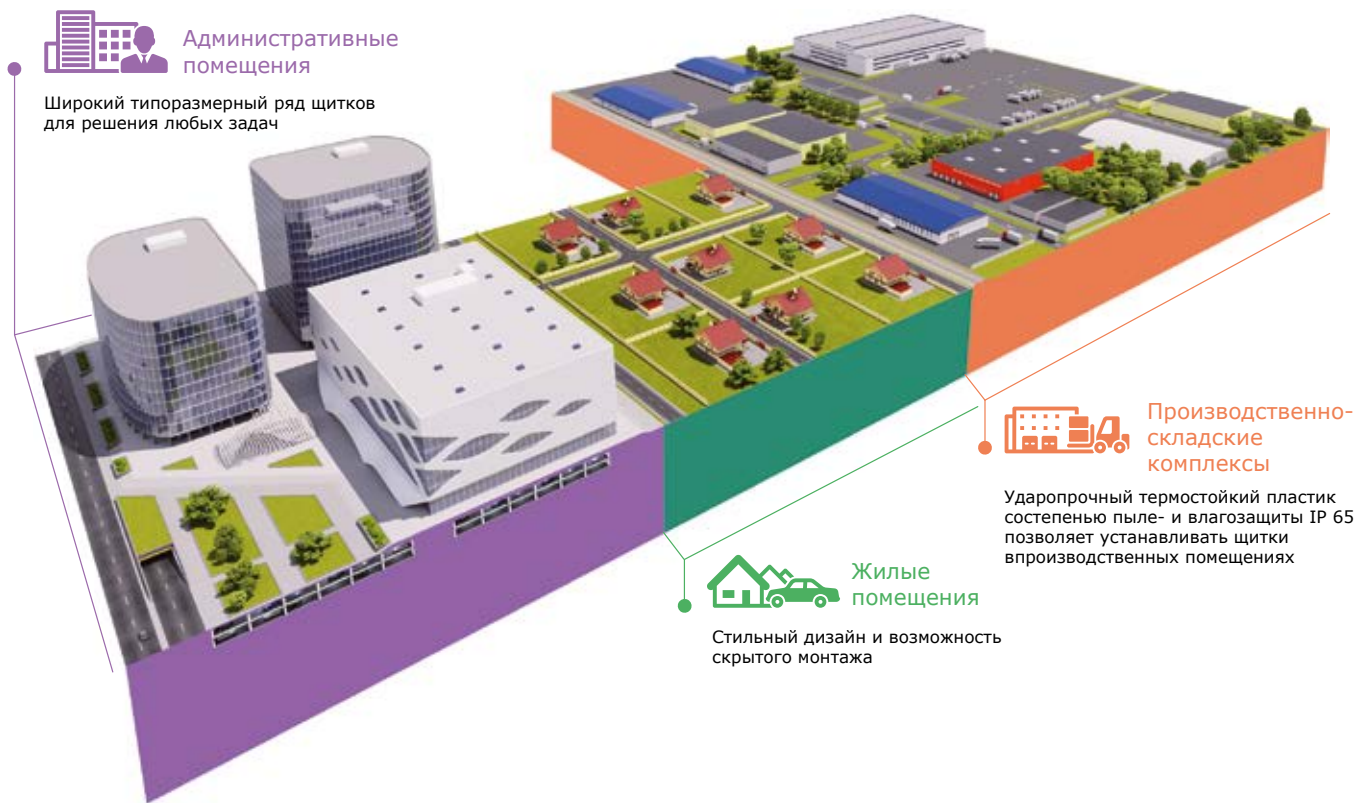 Административные
помещения
Широкий типоразмерный ряд щитков
для решения любых задач
Производственно-
складские
комплексы
Ударопрочный термостойкий пластик
состепенью пыле- и влагозащиты IP 65
позволяет устанавливать щитки
впроизводственных помещениях
Жилые
помещения
Стильный дизайн и возможность
скрытого монтажа